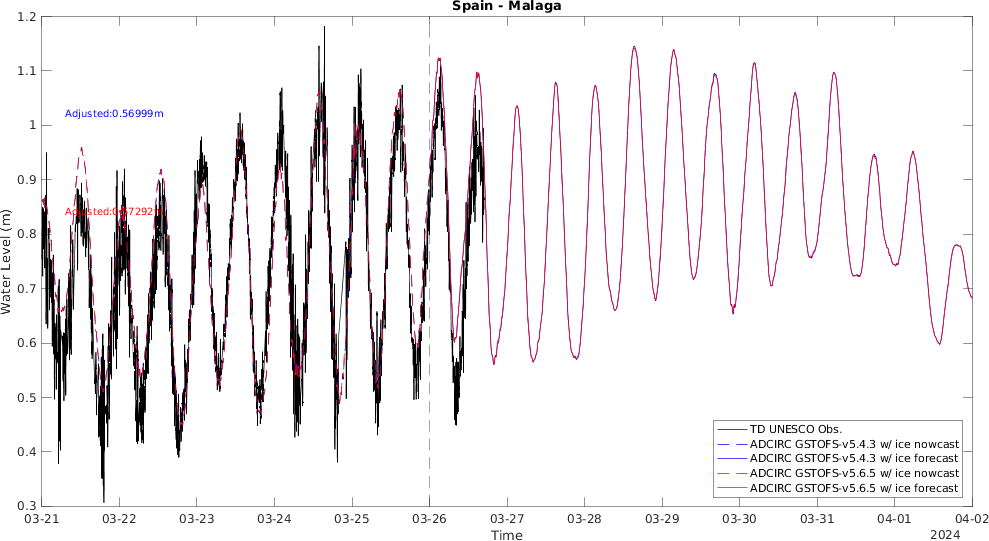 Spain - Malaga
Water Level (m)
1.2
1.1
1
0.9
0.8
0.7
0.6
0.5
0.4
0.3
Adjusted:0.56999m
TD UNESCO Obs.
ADCIRC GSTOFS-v5.4.3 w/ ice nowcast
ADCIRC GSTOFS-v5.4.3 w/ ice forecast
ADCIRC GSTOFS-v5.6.5 w/ ice nowcast
ADCIRC GSTOFS-v5.6.5 w/ ice forecast
03-21 03-22 03-23 03-24 03-25 03-26 03-27 03-28 03-29 03-30 03-31 04-01 04-02
Time
2024